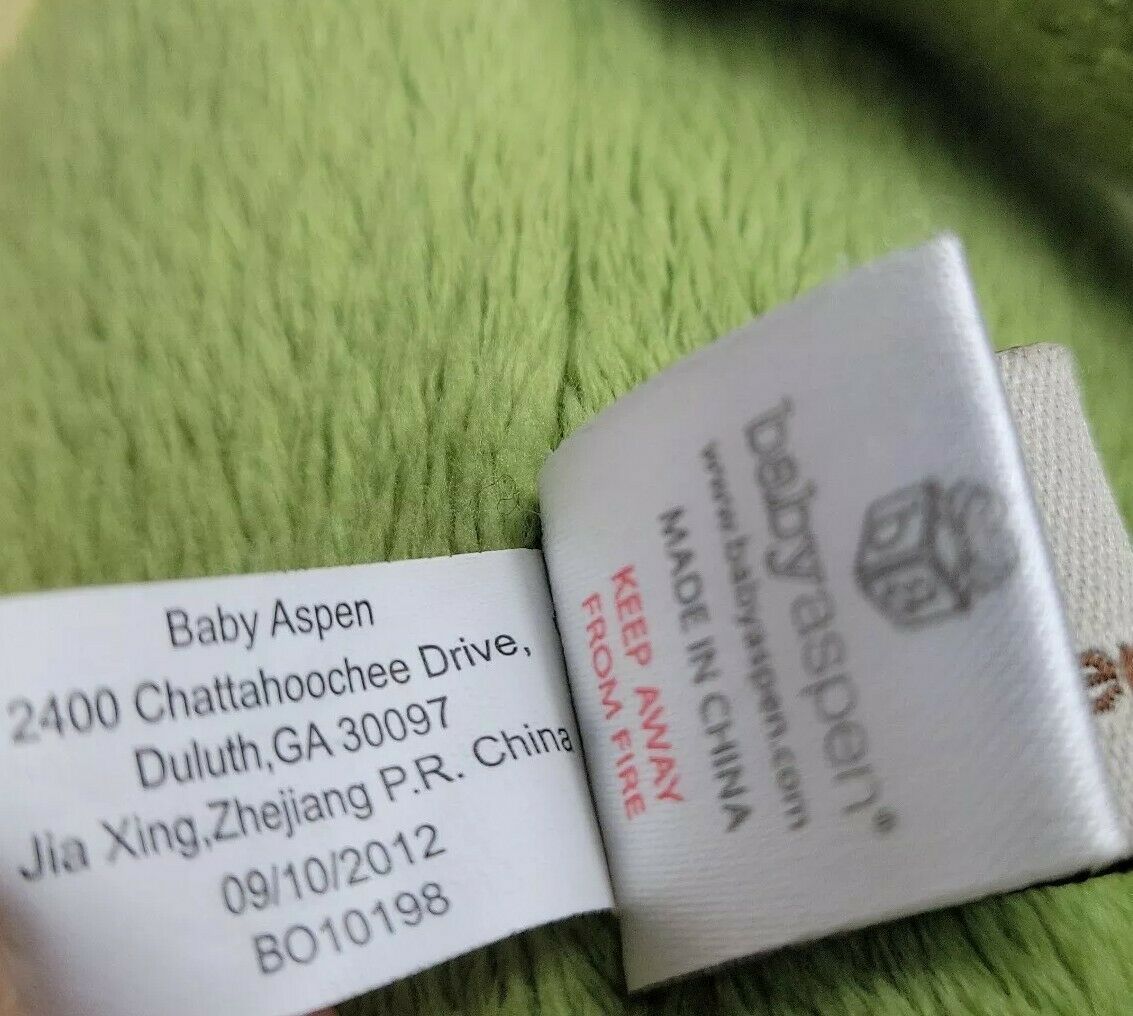 Baby Aspen
2400 Chattahoochee Drive,
Duluth,GA 30097
Jia Xing,Zhejiang P.R. China
09/10/2012
BO10198
b a
babyaspen®
www.babyaspen.com
MADE IN CHINA
KEEP AWAY
FROM FIRE